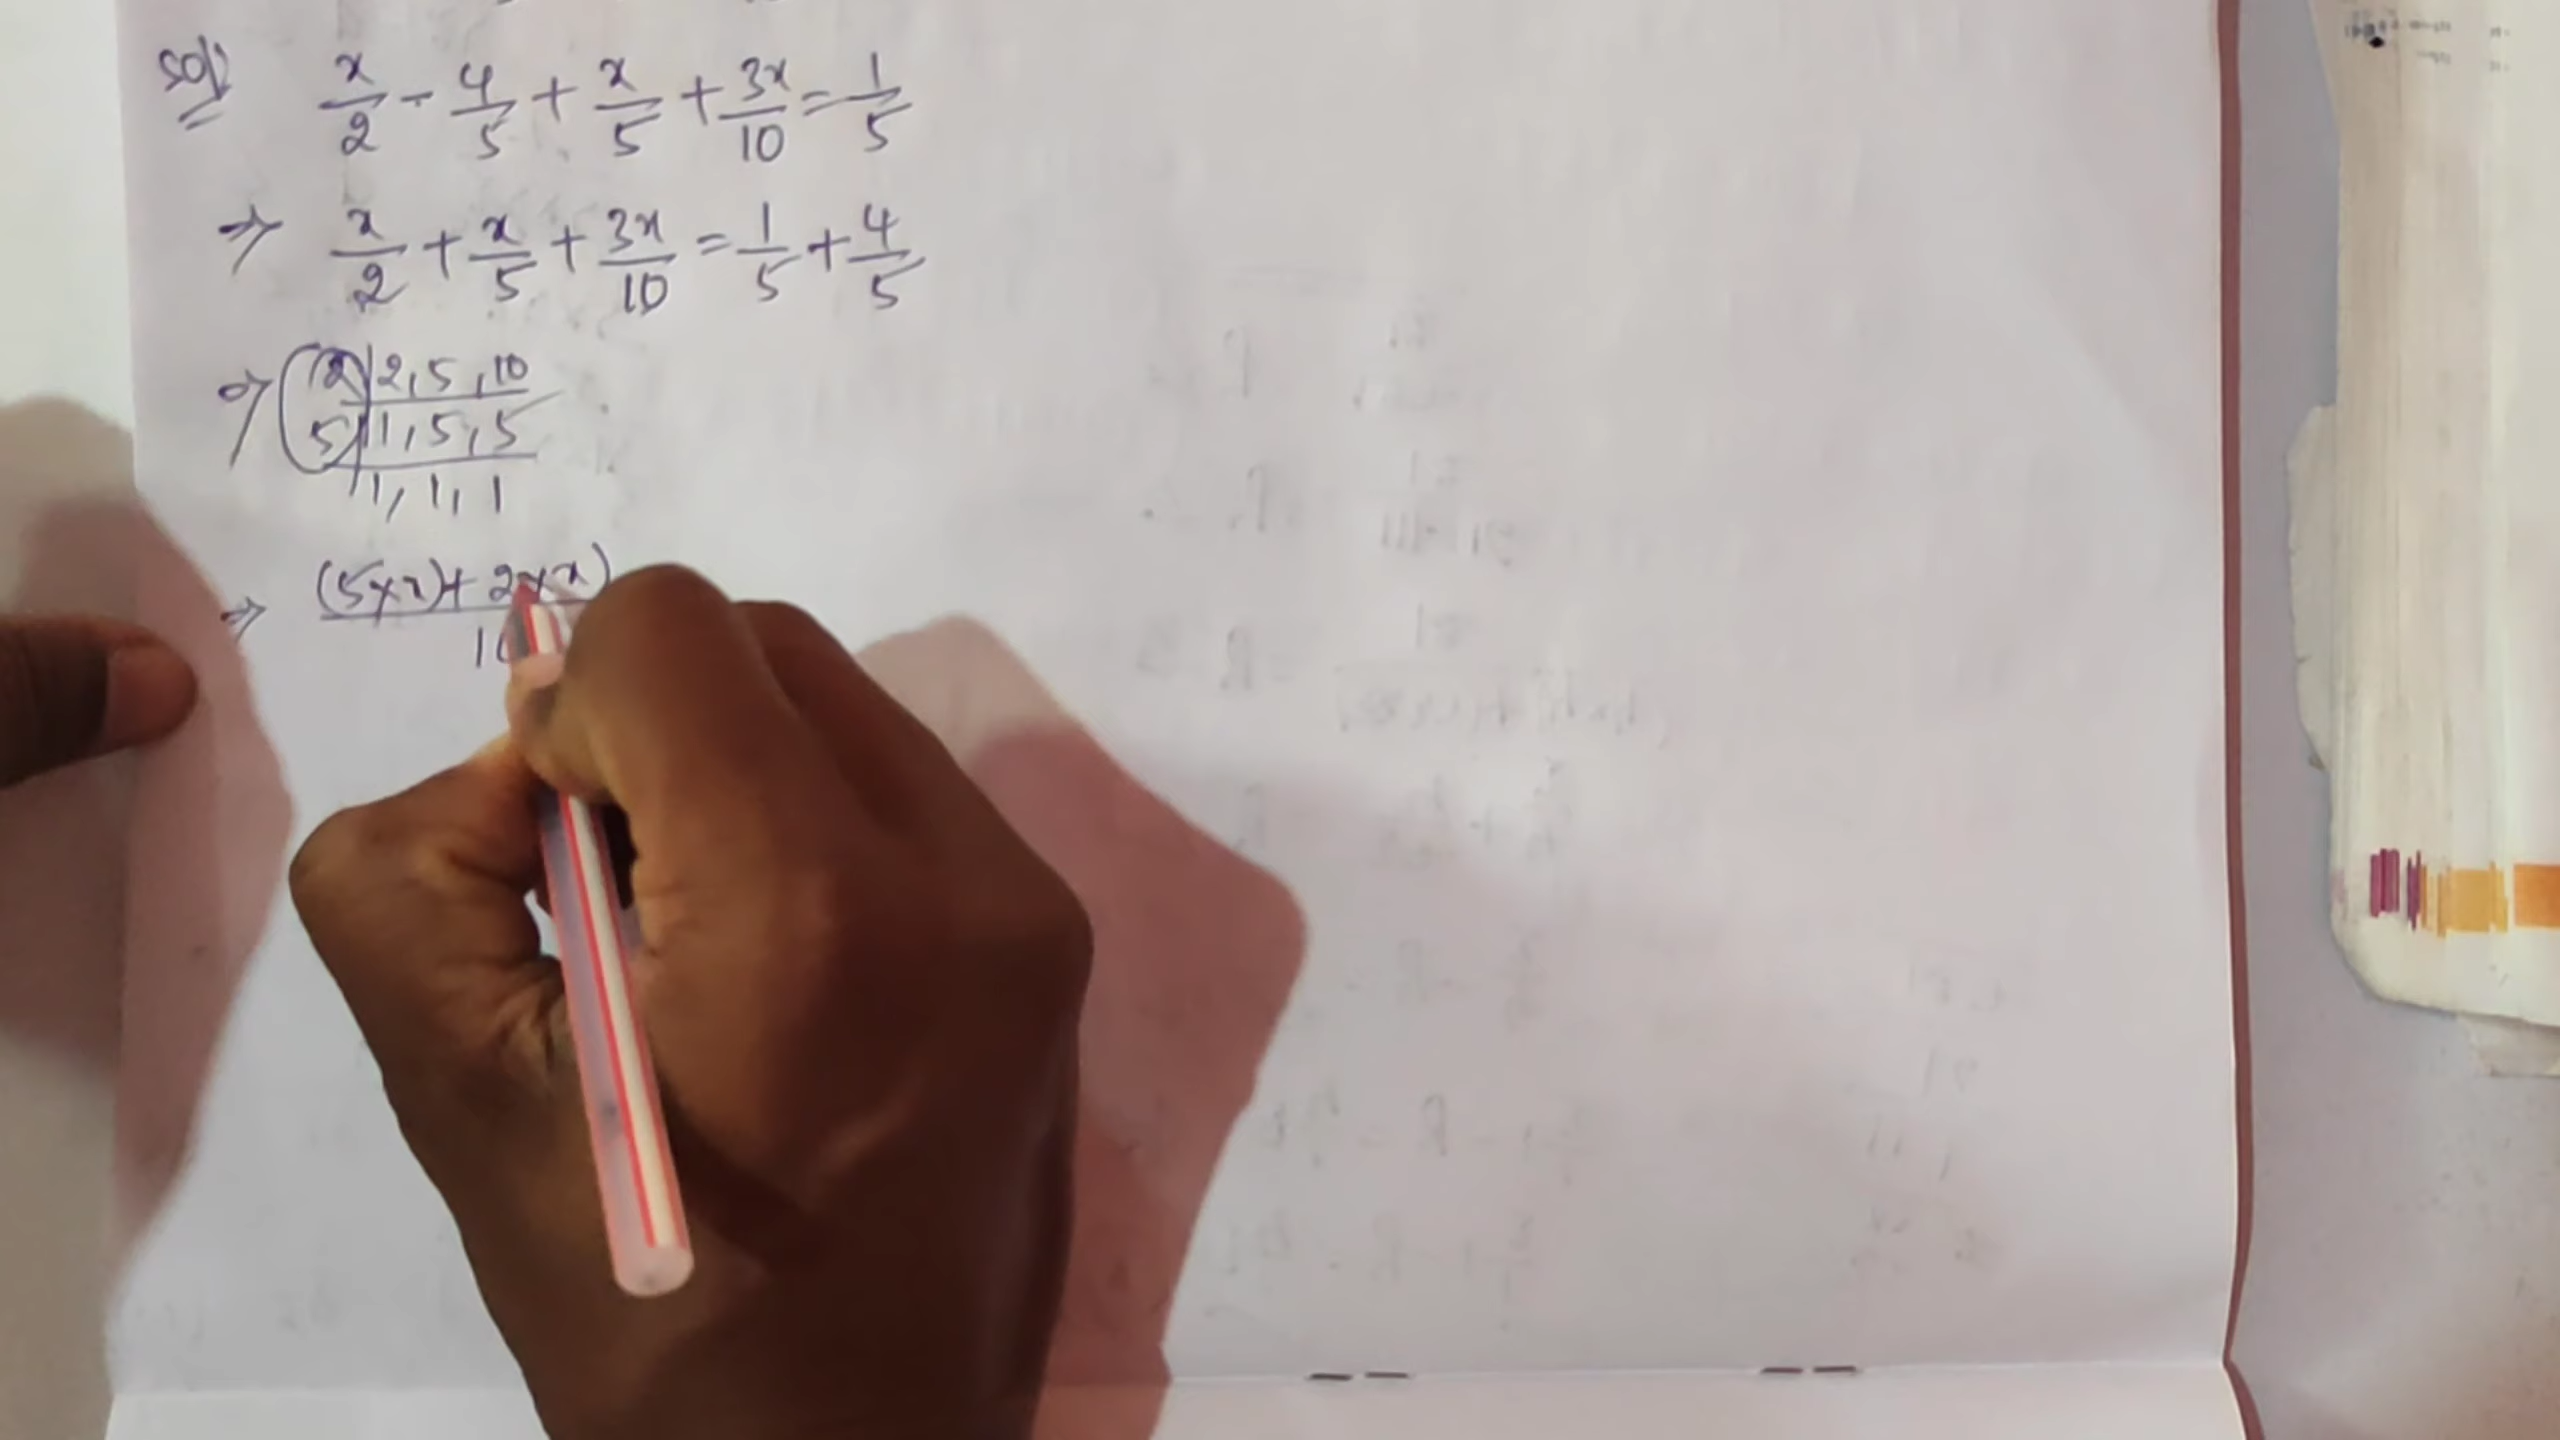 Sol
x/2 - 4/5 + x/5 + 3x/10 = 1/5
⇒ x/2 + x/5 + 3x/10 = 1/5 + 4/5
⇒ 2 | 2, 5, 10
5 | 1, 5, 5
1, 1, 1
⇒ (5×x) + 2×x)
10